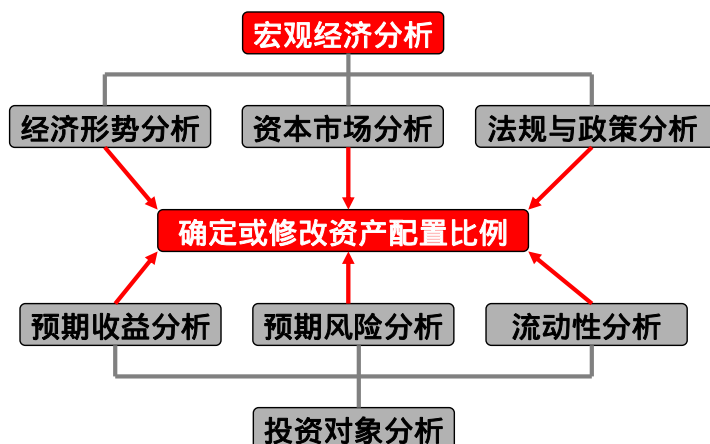 宏观经济分析
经济形势分析
资本市场分析
法规与政策分析
确定或修改资产配置比例
预期收益分析
预期风险分析
流动性分析
投资对象分析